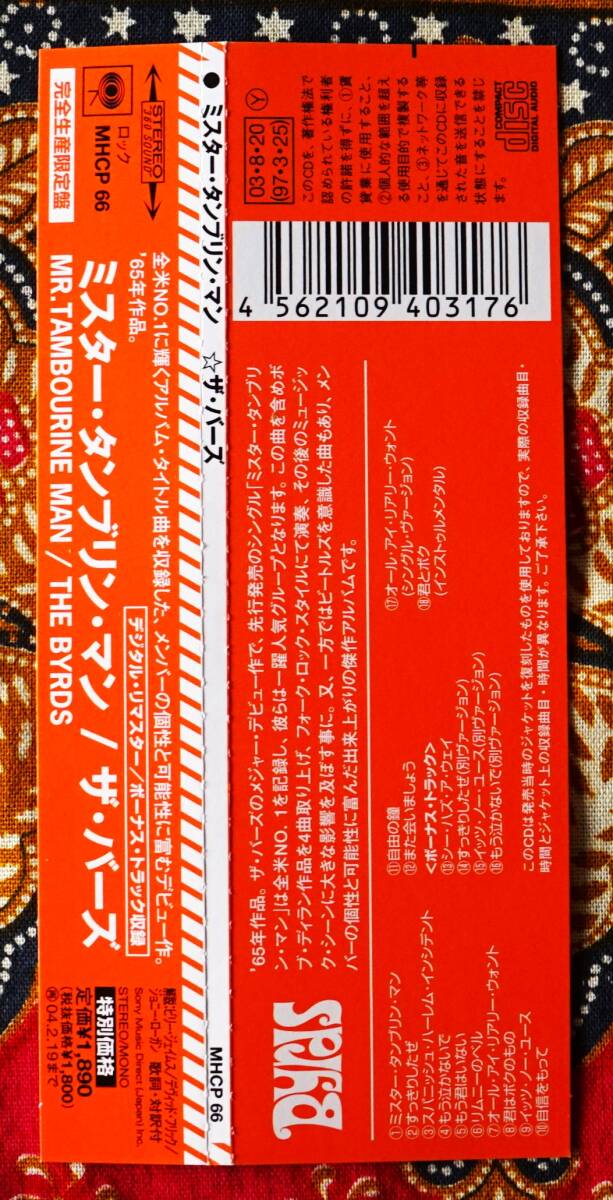 完全生産限定盤
ロック
MHCP 66
STEREO
"360 SOUND"
全米NO.1に輝くアルバム・タイトル曲を収録した、メンバーの個性と可能性に富むデビュー作。
'65年作品。
デジタル・リマスター/ボーナス・トラック収録
ミスター・タンブリン・マン / ザ・バーズ
MR. TAMBOURINE MAN / THE BYRDS
特別価格
定価¥1,890
(税抜価格¥1,800)
04.2.19まで
解説:ビリー・ジェイムス/デヴィッド・フリック/
ジョニー・ローガン 歌詞・対訳付
Sony Music Direct (Japan) Inc.
STEREO/MONO
● ミスター・タンブリン・マン ☆ザ・バーズ MHCP 66
COMPACT
disc
DIGITAL AUDIO
このCDを、著作権法で
認められている権利者
の許諾を得ずに、①賃
貸業に使用すること、
②個人的な範囲を超え
る使用目的で複製する
こと、③ネットワーク等
を通じてこのCDに収録
された音を送信できる
状態にすることを禁じ
ます。
Y
03・8・20
(97・3・25)
4 562109 403176
'65年作品。ザ・バーズのメジャー・デビュー作で、先行発売のシングル「ミスター・タンブリ
ン・マン」は全米NO. 1を記録し、彼らは一躍人気グループとなります。この曲を含めボ
ブ・ディラン作品を4曲取り上げ、フォーク・ロック・スタイルにて演奏、その後のミュージッ
ク・シーンに大きな影響を及ぼす事に。又、一方ではビートルズを意識した曲もあり、メン
バーの個性と可能性に富んだ出来上がりの傑作アルバムです。
①ミスター・タンブリン・マン
②すっきりしたぜ
③スパニッシュ・ハーレム・インシデント
④もう泣かないで
⑤もう君はいない
⑥リムニーのベル
⑦オール・アイ・リアリー・ウォント
⑧君はボクのもの
⑨イッツ・ノー・ユース
⑩自信をもって
⑪自由の鐘
⑫また会いましょう
<ボーナス・トラック>
⑬シー・ハズ・ア・ウェイ
⑭すっきりしたぜ(別ヴァージョン)
⑮イッツ・ノー・ユース(別ヴァージョン)
⑯もう泣かないで(別ヴァージョン)
⑰オール・アイ・リアリー・ウォント
(シングル・ヴァージョン)
⑱君とボク
(インストゥルメンタル)
このCDは発売当時のジャケットを復刻したものを使用しておりますので、実際の収録曲目・
時間とジャケット上の収録曲目・時間が異なります。ご了承下さい。